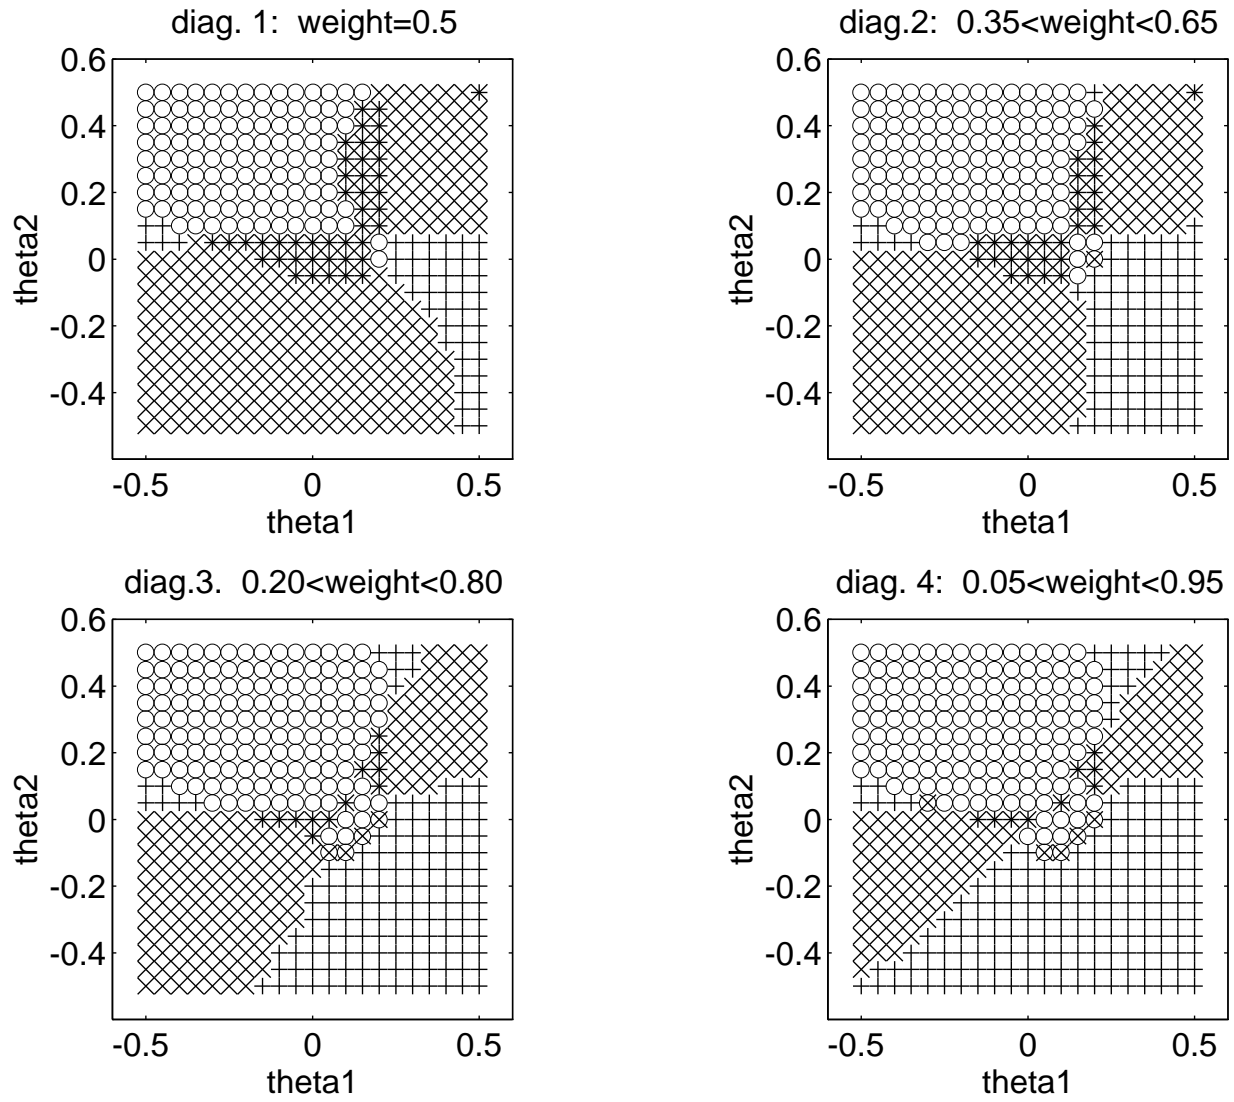 diag. 1: weight=0.5
0.6
0.4
0.2
0
-0.2
-0.4
theta2
-0.5 0 0.5
theta1
diag.2: 0.35<weight<0.65
0.6
0.4
0.2
0
-0.2
-0.4
theta2
-0.5 0 0.5
theta1
diag.3. 0.20<weight<0.80
0.6
0.4
0.2
0
-0.2
-0.4
theta2
-0.5 0 0.5
theta1
diag. 4: 0.05<weight<0.95
0.6
0.4
0.2
0
-0.2
-0.4
theta2
-0.5 0 0.5
theta1